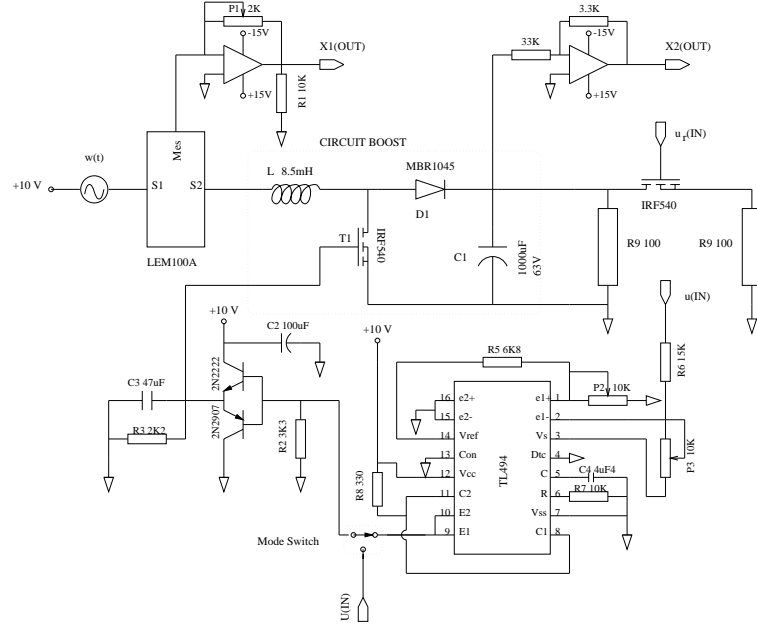 P1 2K
3.3K
-15V
X1(OUT)
33K
-15V
X2(OUT)
+15V
R1 10K
+15V
Mes
CIRCUIT BOOST
u_r(IN)
w(t)
L 8.5mH
MBR1045
+10 V
S1
S2
D1
IRF540
T1
IRF540
C1
1000uF
63V
R9 100
R9 100
LEM100A
u(IN)
+10 V
C2 100uF
+10 V
R6 15K
R5 6K8
2N2222
C3 47uF
P2 10K
16 e2+
e1+ 1
15 e2-
e1- 2
2N2907
R3 2K2
R2 3K3
14 Vref
Vs 3
P3 10K
13 Con
Dtc 4
TL494
12 Vcc
C 5
C4 4uF4
R8 330
11 C2
R 6
R7 10K
10 E2
Vss 7
9 E1
C1 8
Mode Switch
U(IN)